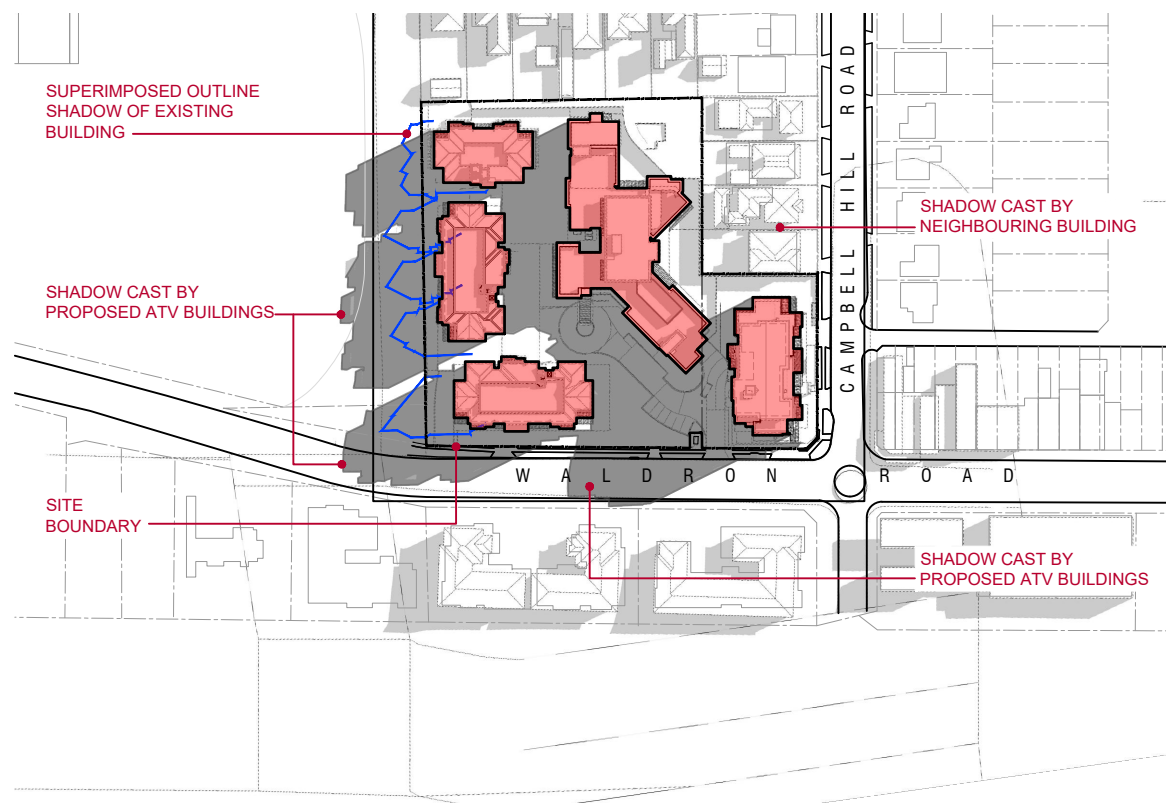 SUPERIMPOSED OUTLINE
SHADOW OF EXISTING
BUILDING
CAMPBELL HILL ROAD
SHADOW CAST BY
NEIGHBOURING BUILDING
SHADOW CAST BY
PROPOSED ATV BUILDINGS
WALDRON ROAD
SITE
BOUNDARY
SHADOW CAST BY
PROPOSED ATV BUILDINGS